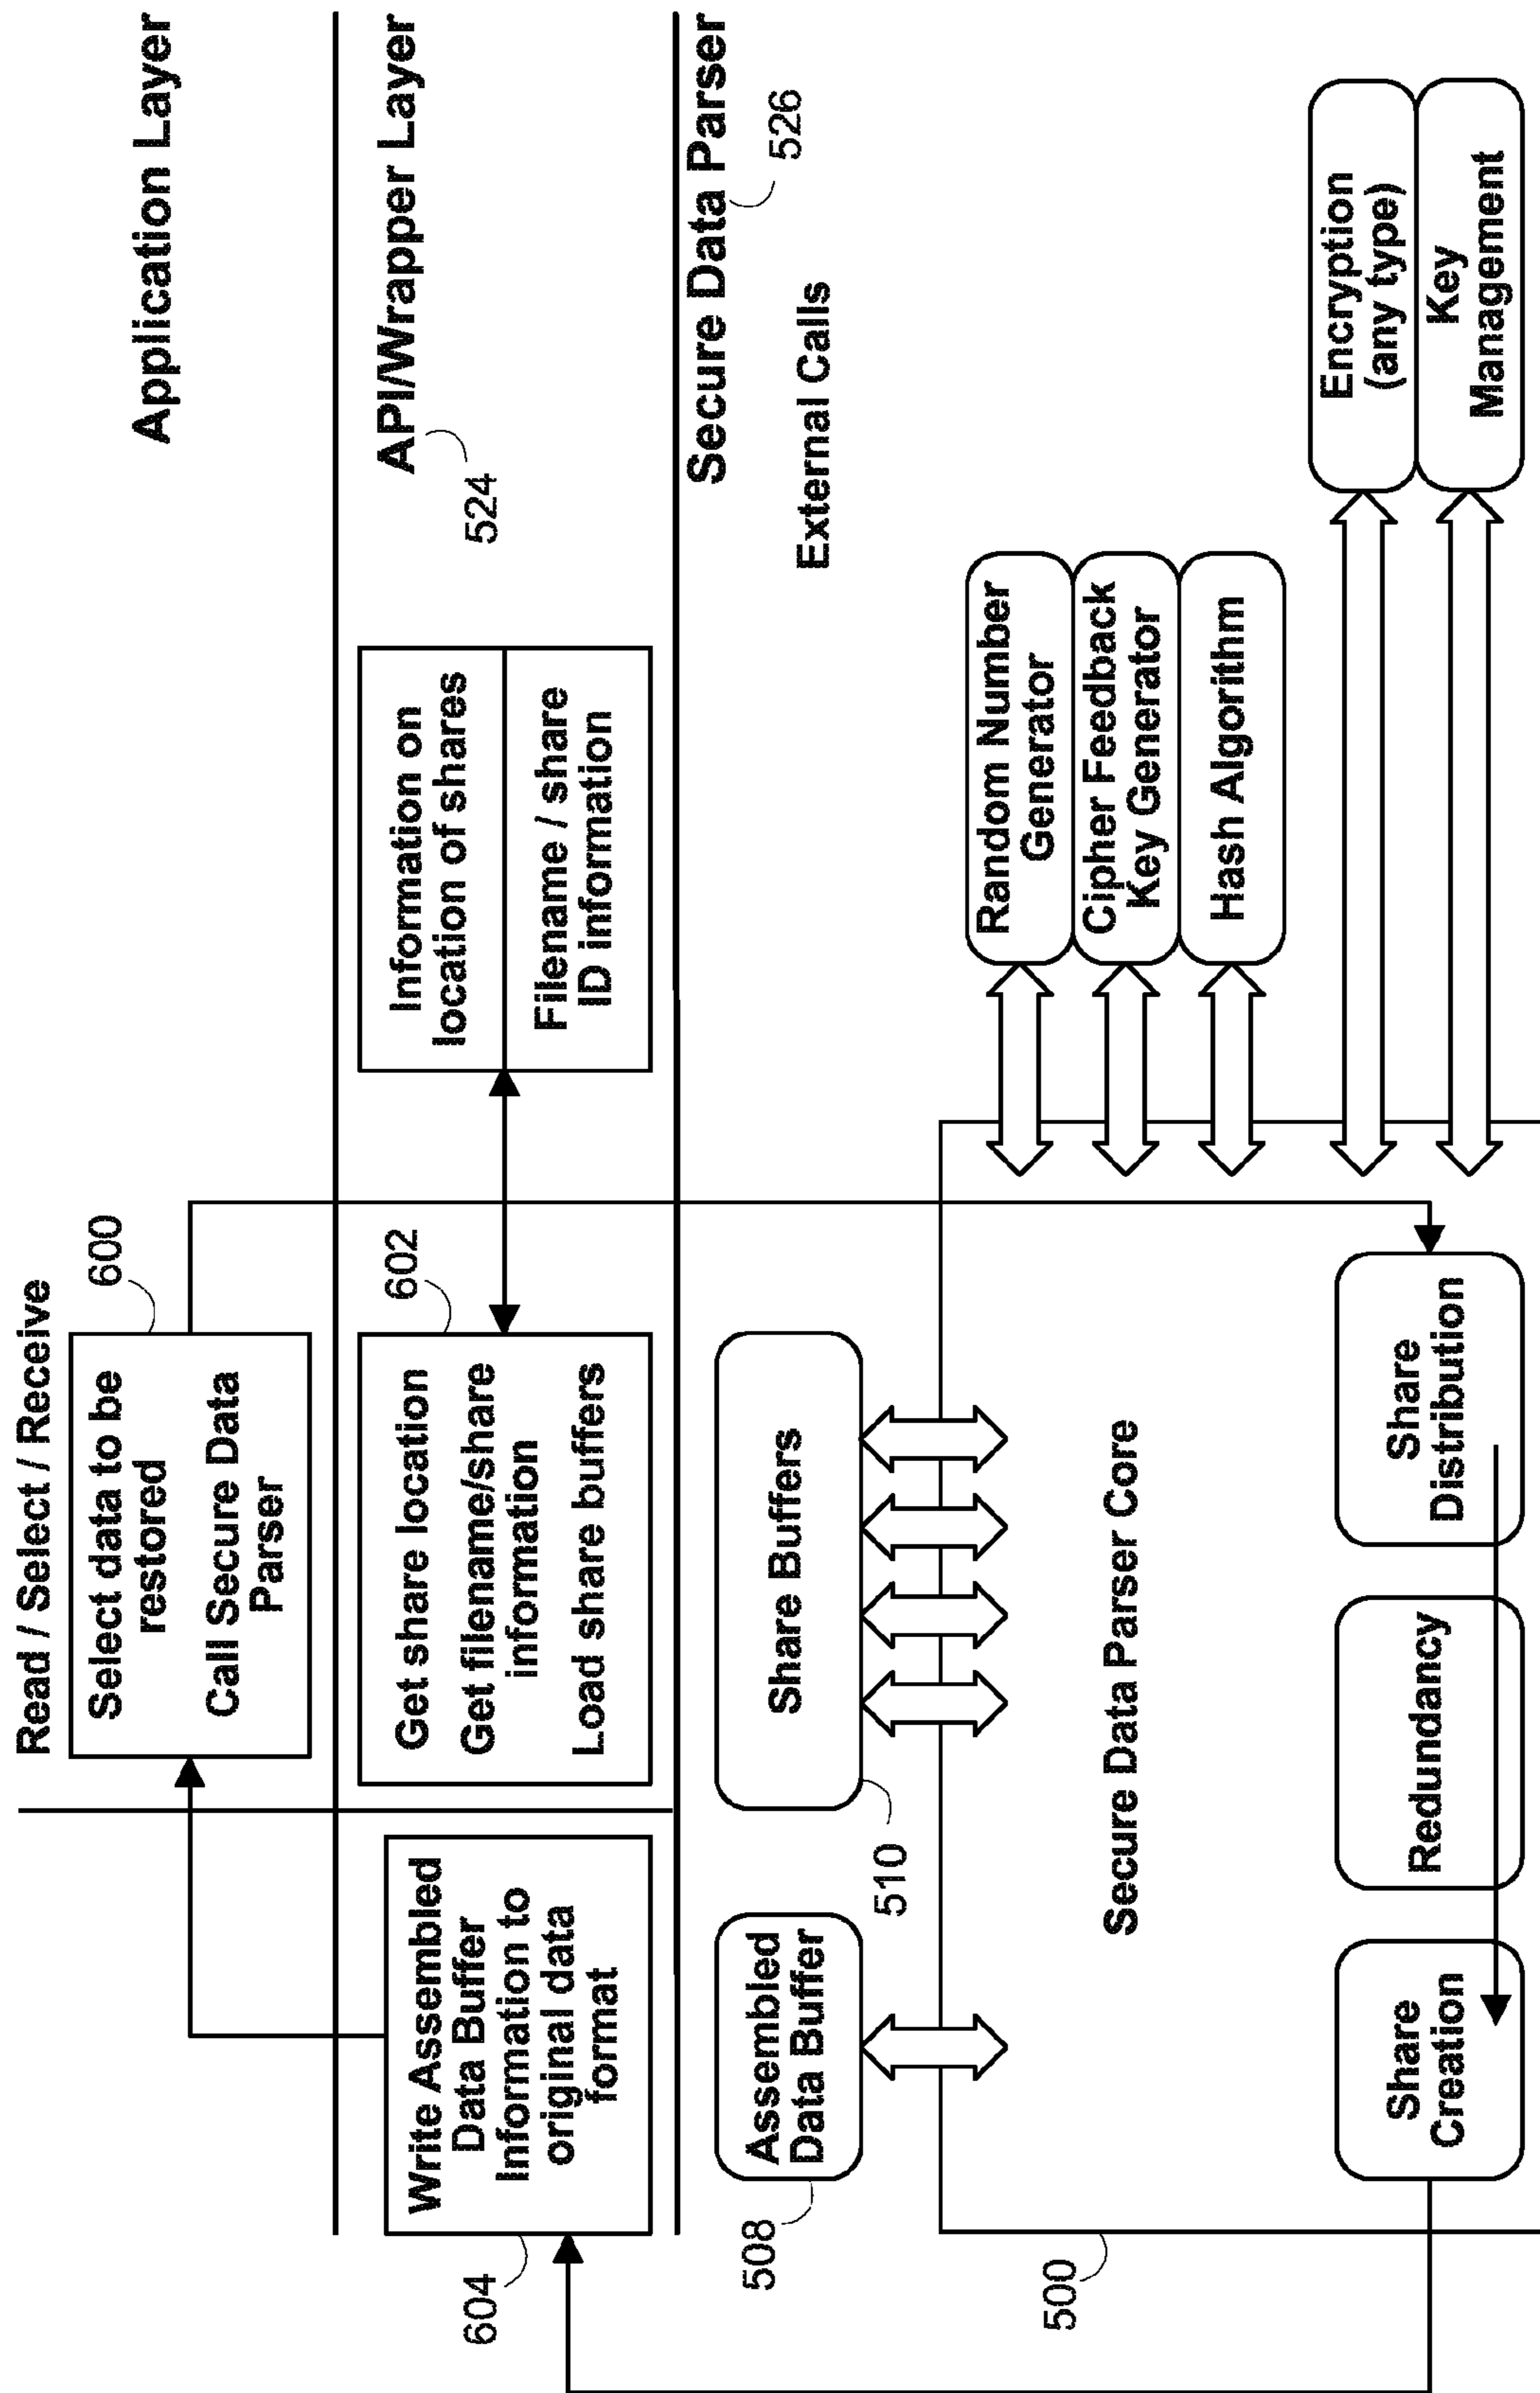 Read / Select / Receive
600
Select data to be
restored
Call Secure Data
Parser
Application Layer
604
Write Assembled
Data Buffer
Information to
original data
format
602
Get share location
Get filename/share
information
Load share buffers
Information on
location of shares
Filename / share
ID information
API/Wrapper Layer
524
Secure Data Parser
526
508
Assembled
Data Buffer
510
Share Buffers
External Calls
500
Secure Data Parser Core
Random Number
Generator
Cipher Feedback
Key Generator
Hash Algorithm
Share
Creation
Redundancy
Share
Distribution
Encryption
(any type)
Key
Management